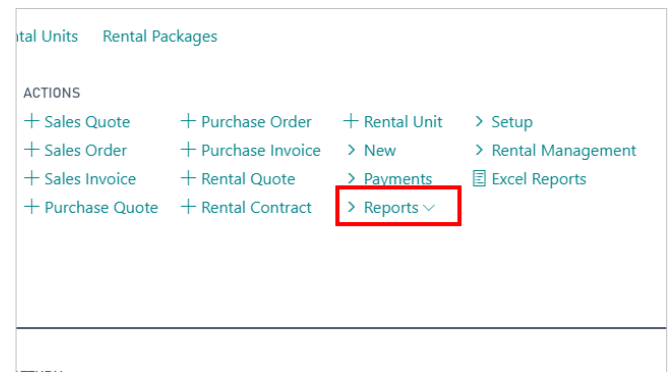 ntal Units Rental Packages
ACTIONS
+ Sales Quote + Purchase Order + Rental Unit > Setup
+ Sales Order + Purchase Invoice > New > Rental Management
+ Sales Invoice + Rental Quote > Payments Excel Reports
+ Purchase Quote + Rental Contract > Reports